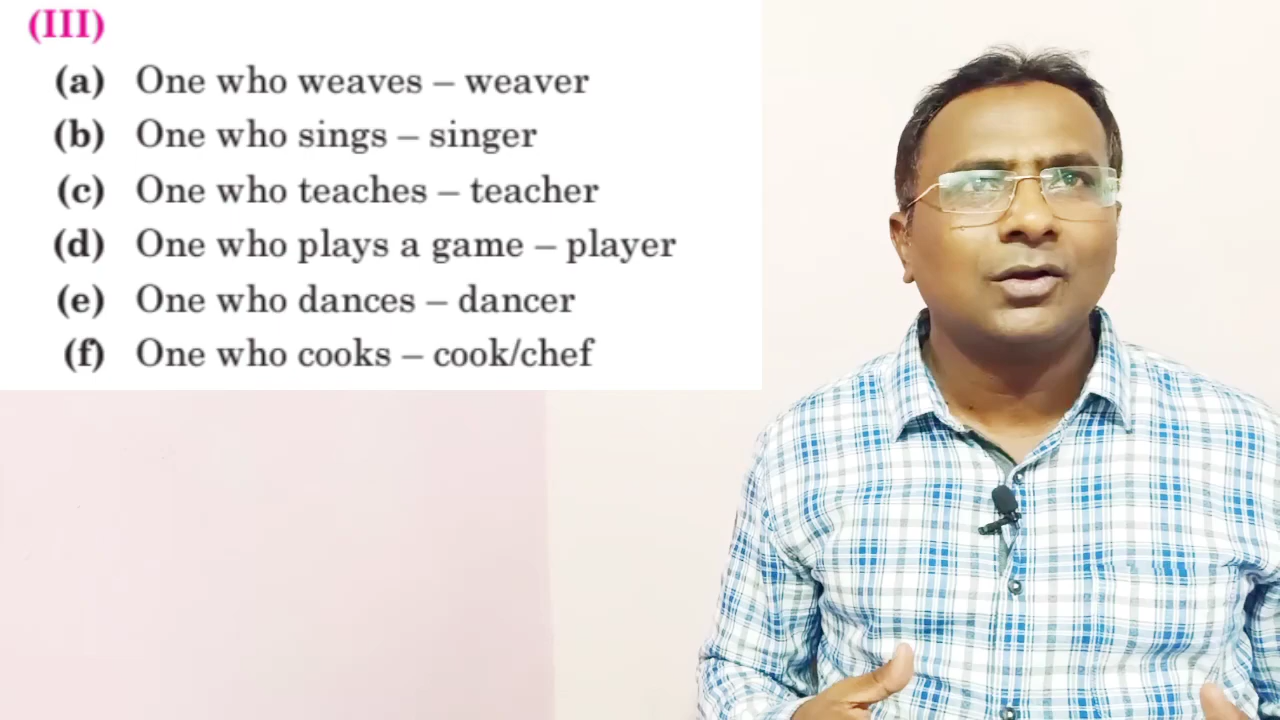 (III)
(a) One who weaves – weaver
(b) One who sings – singer
(c) One who teaches – teacher
(d) One who plays a game – player
(e) One who dances – dancer
(f) One who cooks – cook/chef